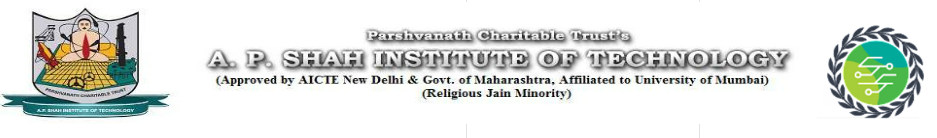 PARSHVANATH CHARITABLE TRUST
A.P. SHAH INSTITUTE OF TECHNOLOGY
Parshvanath Charitable Trust's
A. P. SHAH INSTITUTE OF TECHNOLOGY
(Approved by AICTE New Delhi & Govt. of Maharashtra, Affiliated to University of Mumbai)
(Religious Jain Minority)